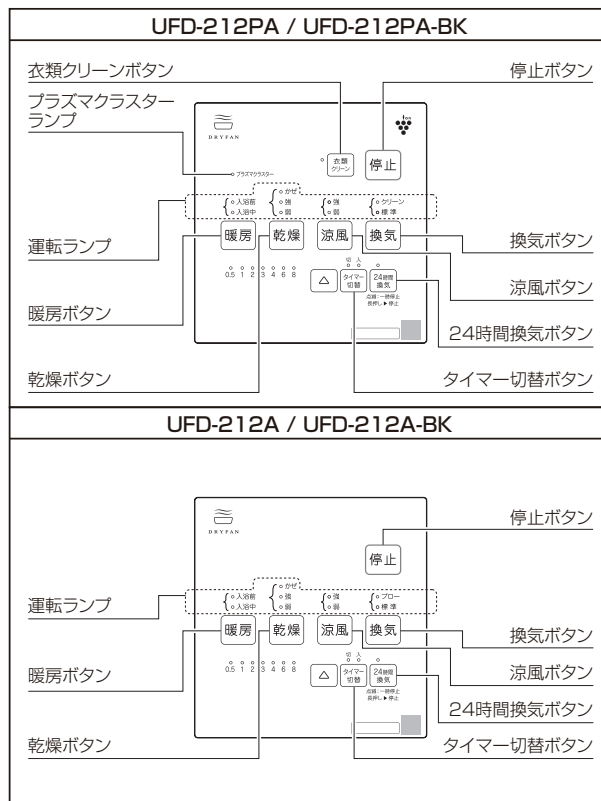 UFD-212PA / UFD-212PA-BK
衣類クリーンボタン
停止ボタン
プラズマクラスター
ランプ
DRYFAN
プラズマクラスター
衣類
クリーン
停止
運転ランプ
入浴前
入浴中
かぜ
強
弱
強
弱
クリーン
標準
暖房
乾燥
涼風
換気
換気ボタン
涼風ボタン
0.5 1 2 3 4 6 8
切 入
△
タイマー
切替
24時間
換気
点線:一時停止
長押し▶停止
暖房ボタン
24時間換気ボタン
乾燥ボタン
タイマー切替ボタン
UFD-212A / UFD-212A-BK
停止ボタン
DRYFAN
停止
運転ランプ
入浴前
入浴中
かぜ
強
弱
強
弱
ブロー
標準
暖房
乾燥
涼風
換気
換気ボタン
涼風ボタン
0.5 1 2 3 4 6 8
切 入
△
タイマー
切替
24時間
換気
点線:一時停止
長押し▶停止
暖房ボタン
24時間換気ボタン
乾燥ボタン
タイマー切替ボタン